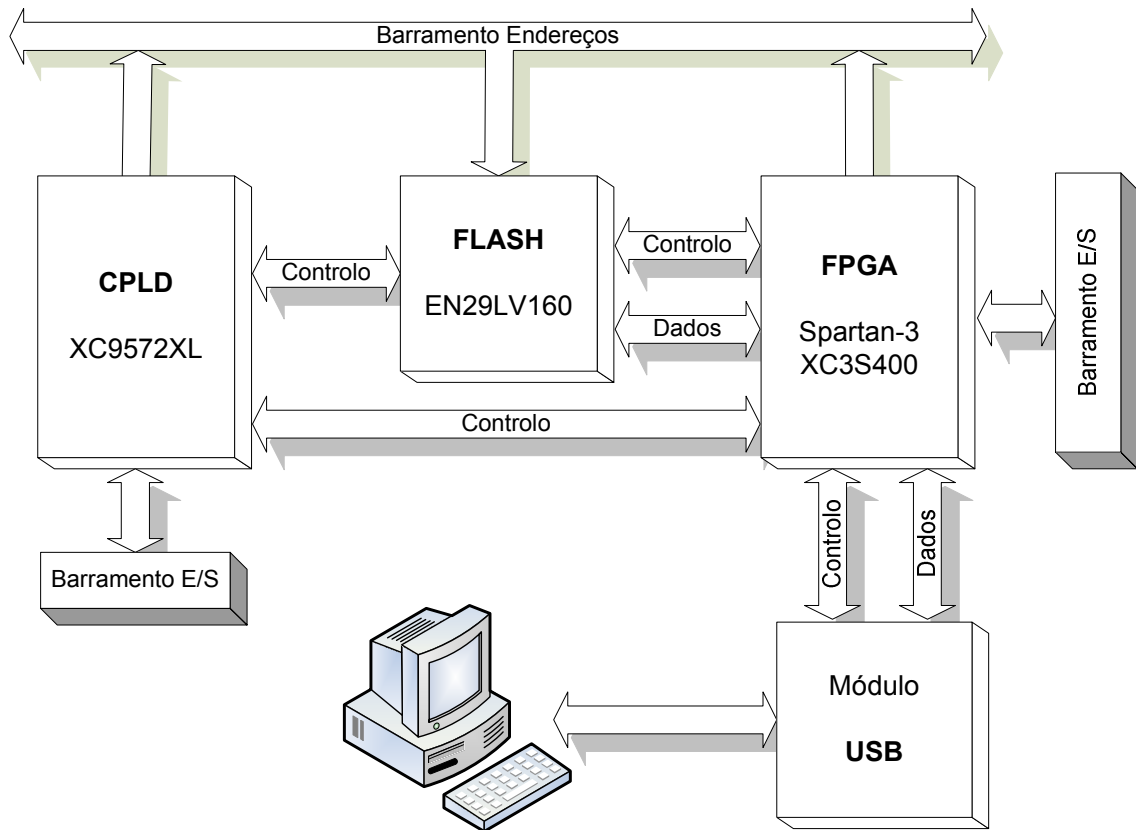 Barramento Endereços
CPLD
XC9572XL
Controlo
FLASH
EN29LV160
Controlo
Dados
FPGA
Spartan-3
XC3S400
Barramento E/S
Controlo
Barramento E/S
Controlo
Dados
Módulo
USB